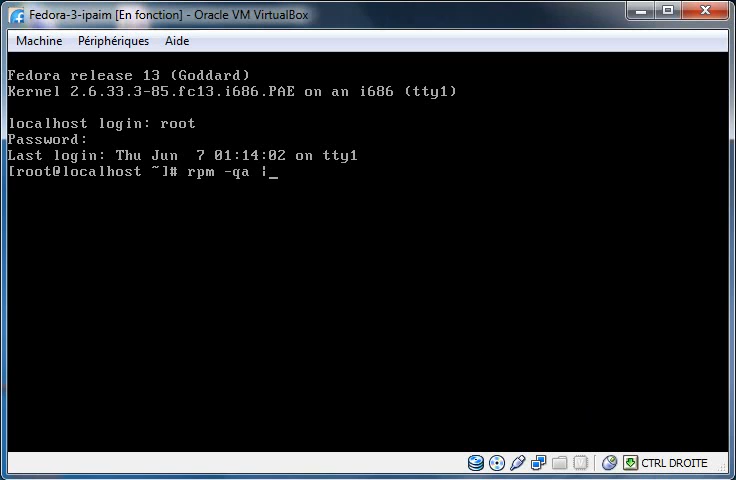 Fedora-3-ipaim [En fonction] - Oracle VM VirtualBox
Machine Périphériques Aide
Fedora release 13 (Goddard)
Kernel 2.6.33.3-85.fc13.i686.PAE on an i686 (tty1)
localhost login: root
Password:
Last login: Thu Jun  7 01:14:02 on tty1
[root@localhost ~]# rpm -qa |_
CTRL DROITE